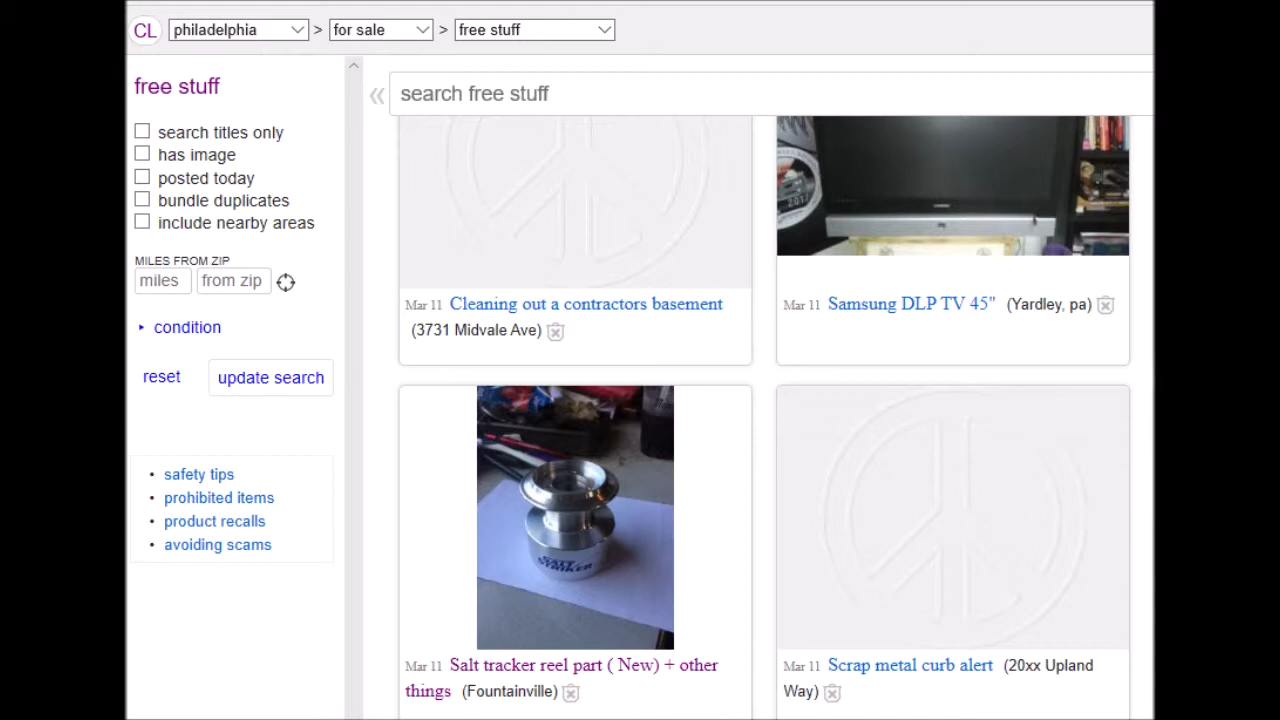 CL philadelphia > for sale > free stuff
free stuff
search titles only
has image
posted today
bundle duplicates
include nearby areas
MILES FROM ZIP
miles from zip
condition
reset update search
• safety tips
• prohibited items
• product recalls
• avoiding scams
« search free stuff
Mar 11 Cleaning out a contractors basement
(3731 Midvale Ave)
2017
Mar 11 Samsung DLP TV 45" (Yardley, pa)
SALT
STRIKER
Mar 11 Salt tracker reel part ( New) + other
things (Fountainville)
Mar 11 Scrap metal curb alert (20xx Upland
Way)